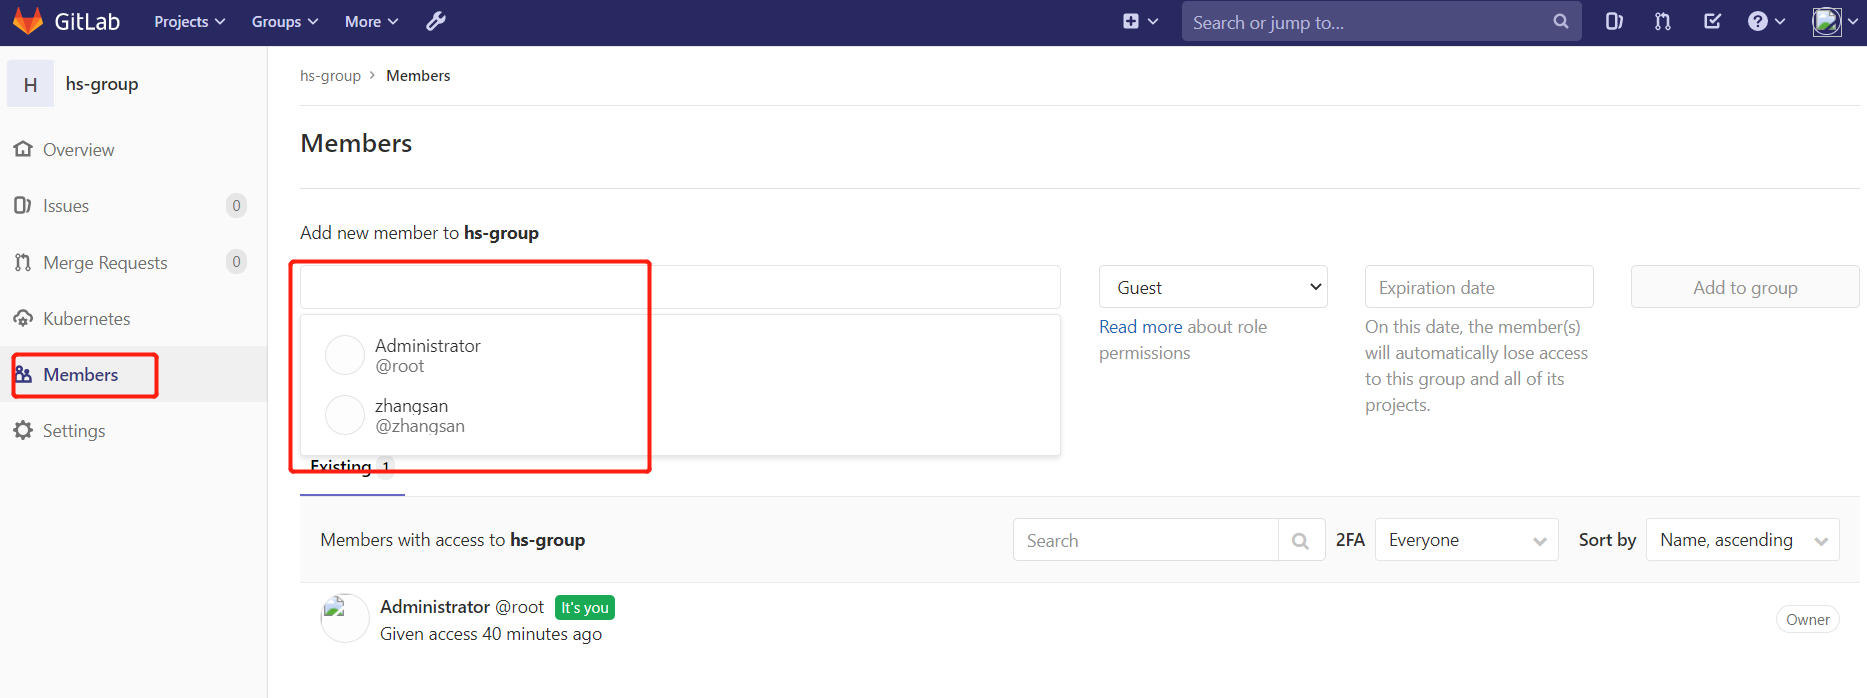 GitLab Projects Groups More Search or jump to...
H hs-group
hs-group › Members
Members
Overview
Issues 0
Merge Requests 0
Kubernetes
Members
Settings
Add new member to hs-group
Guest Expiration date Add to group
Administrator
@root
zhangsan
@zhangsan
Read more about role
permissions
On this date, the member(s)
will automatically lose access
to this group and all of its
projects.
Existing 1
Members with access to hs-group Search 2FA Everyone Sort by Name, ascending
Administrator @root It's you
Given access 40 minutes ago
Owner